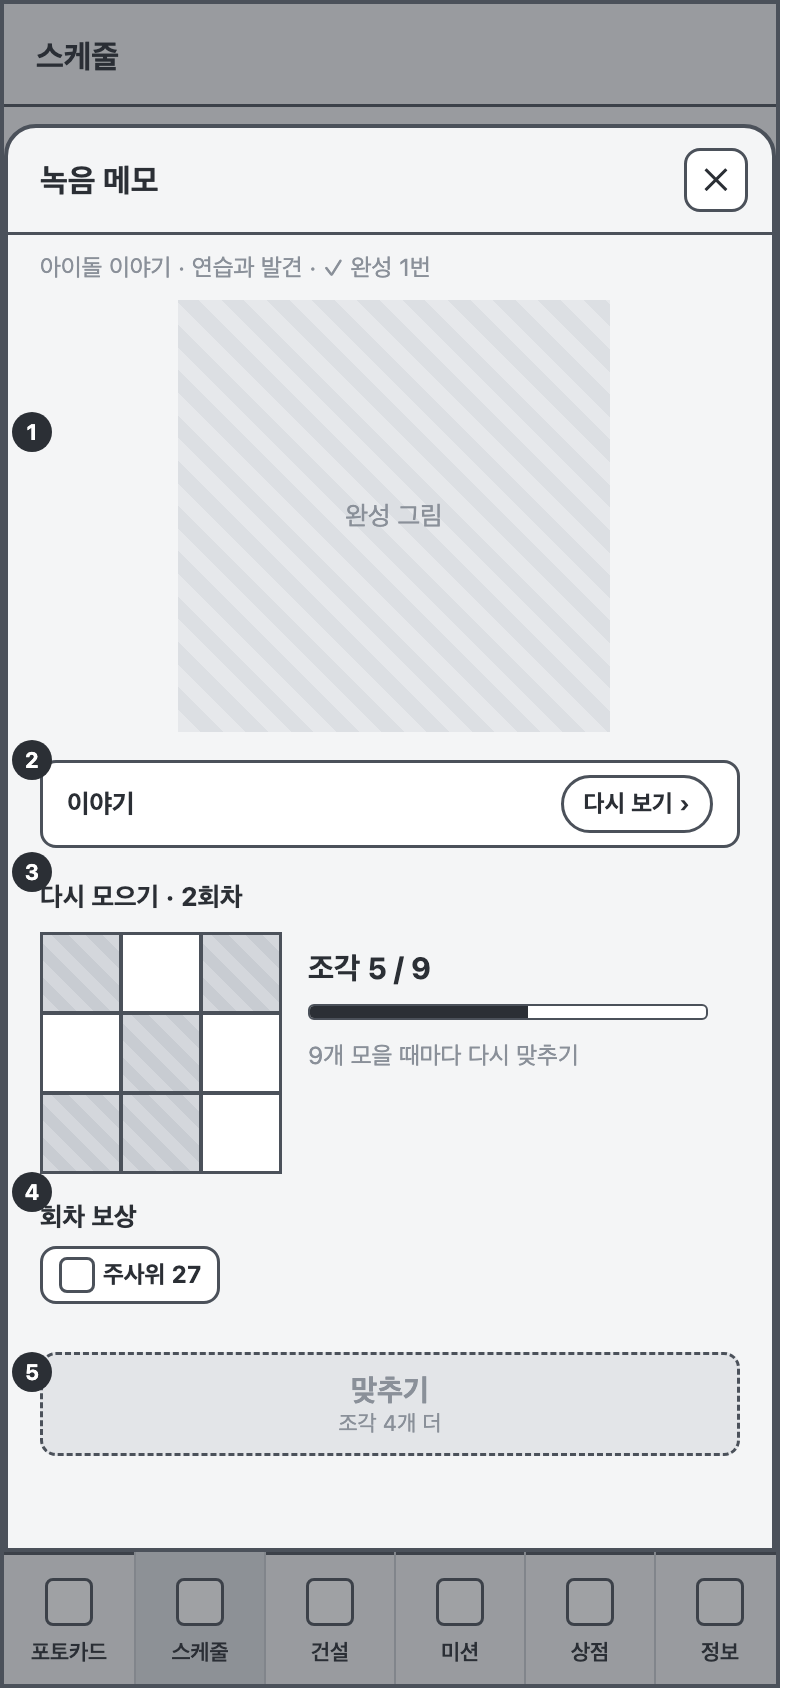 스케줄
녹음 메모
아이돌 이야기 · 연습과 발견 · ✓ 완성 1번
1
완성 그림
2
이야기
다시 보기 ›
3
다시 모으기 · 2회차
조각 5 / 9
9개 모을 때마다 다시 맞추기
4
회차 보상
주사위 27
5
맞추기
조각 4개 더
포토카드 스케줄 건설 미션 상점 정보